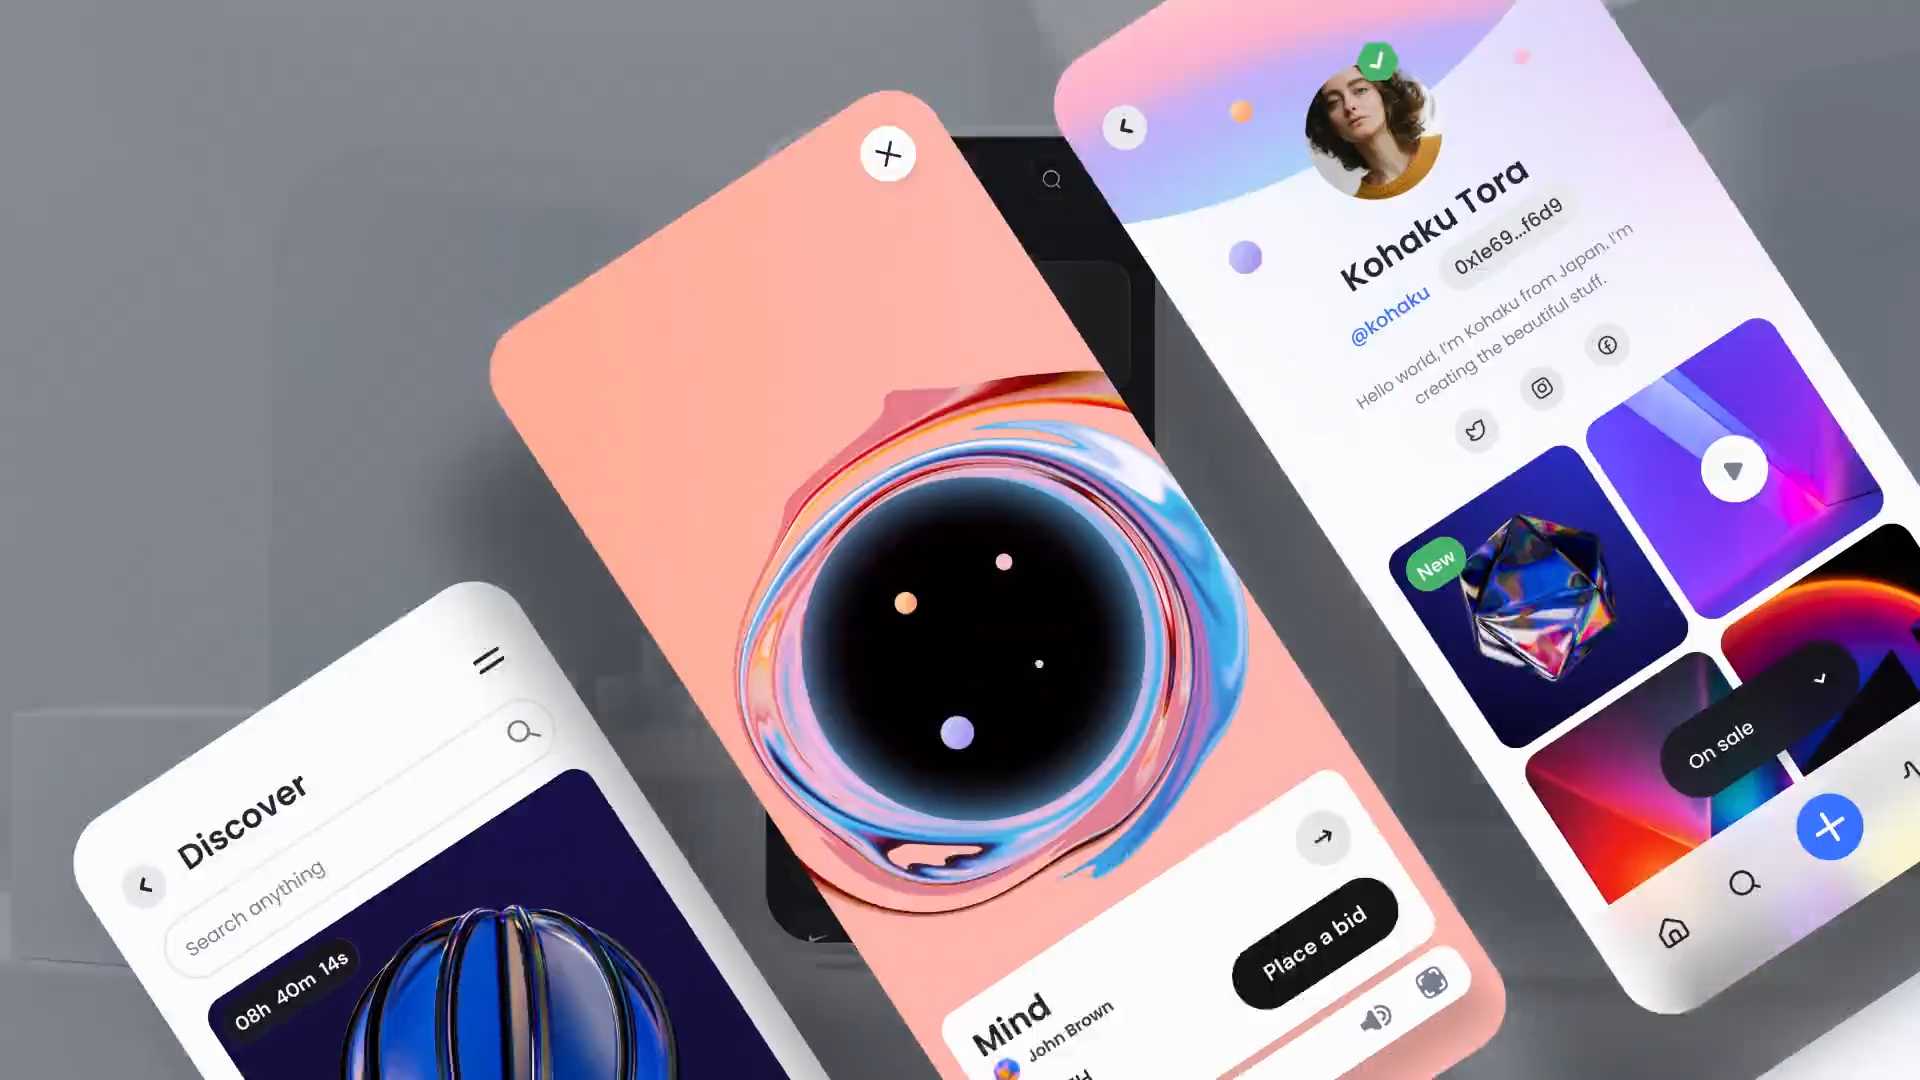 Discover
Search anything
08h 40m 14s
Mind
John Brown
Place a bid
Kohaku Tora
@kohaku
0x1e69...f6d9
Hello world, I'm Kohaku from Japan. I'm
creating the beautiful stuff.
New
On sale